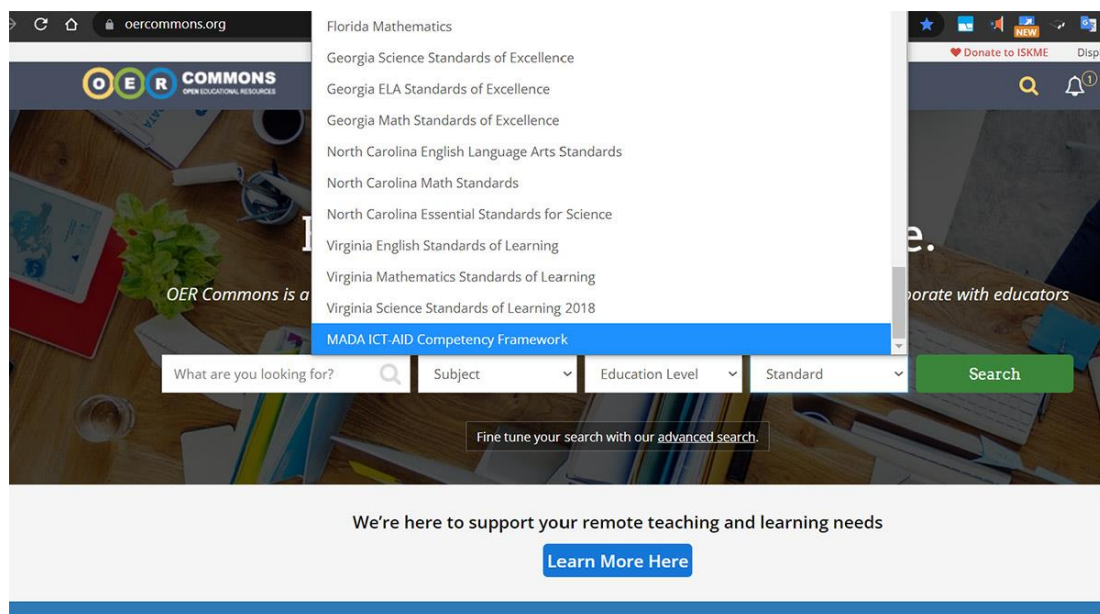 oercommons.org
NEW
Donate to ISKME
OER COMMONS
OPEN EDUCATIONAL RESOURCES
1
Florida Mathematics
Georgia Science Standards of Excellence
Georgia ELA Standards of Excellence
Georgia Math Standards of Excellence
North Carolina English Language Arts Standards
North Carolina Math Standards
North Carolina Essential Standards for Science
Virginia English Standards of Learning
Virginia Mathematics Standards of Learning
Virginia Science Standards of Learning 2018
MADA ICT-AID Competency Framework
e.
OER Commons is a
with educators
What are you looking for?
Subject
Education Level
Standard
Search
Fine tune your search with our advanced search.
We're here to support your remote teaching and learning needs
Learn More Here